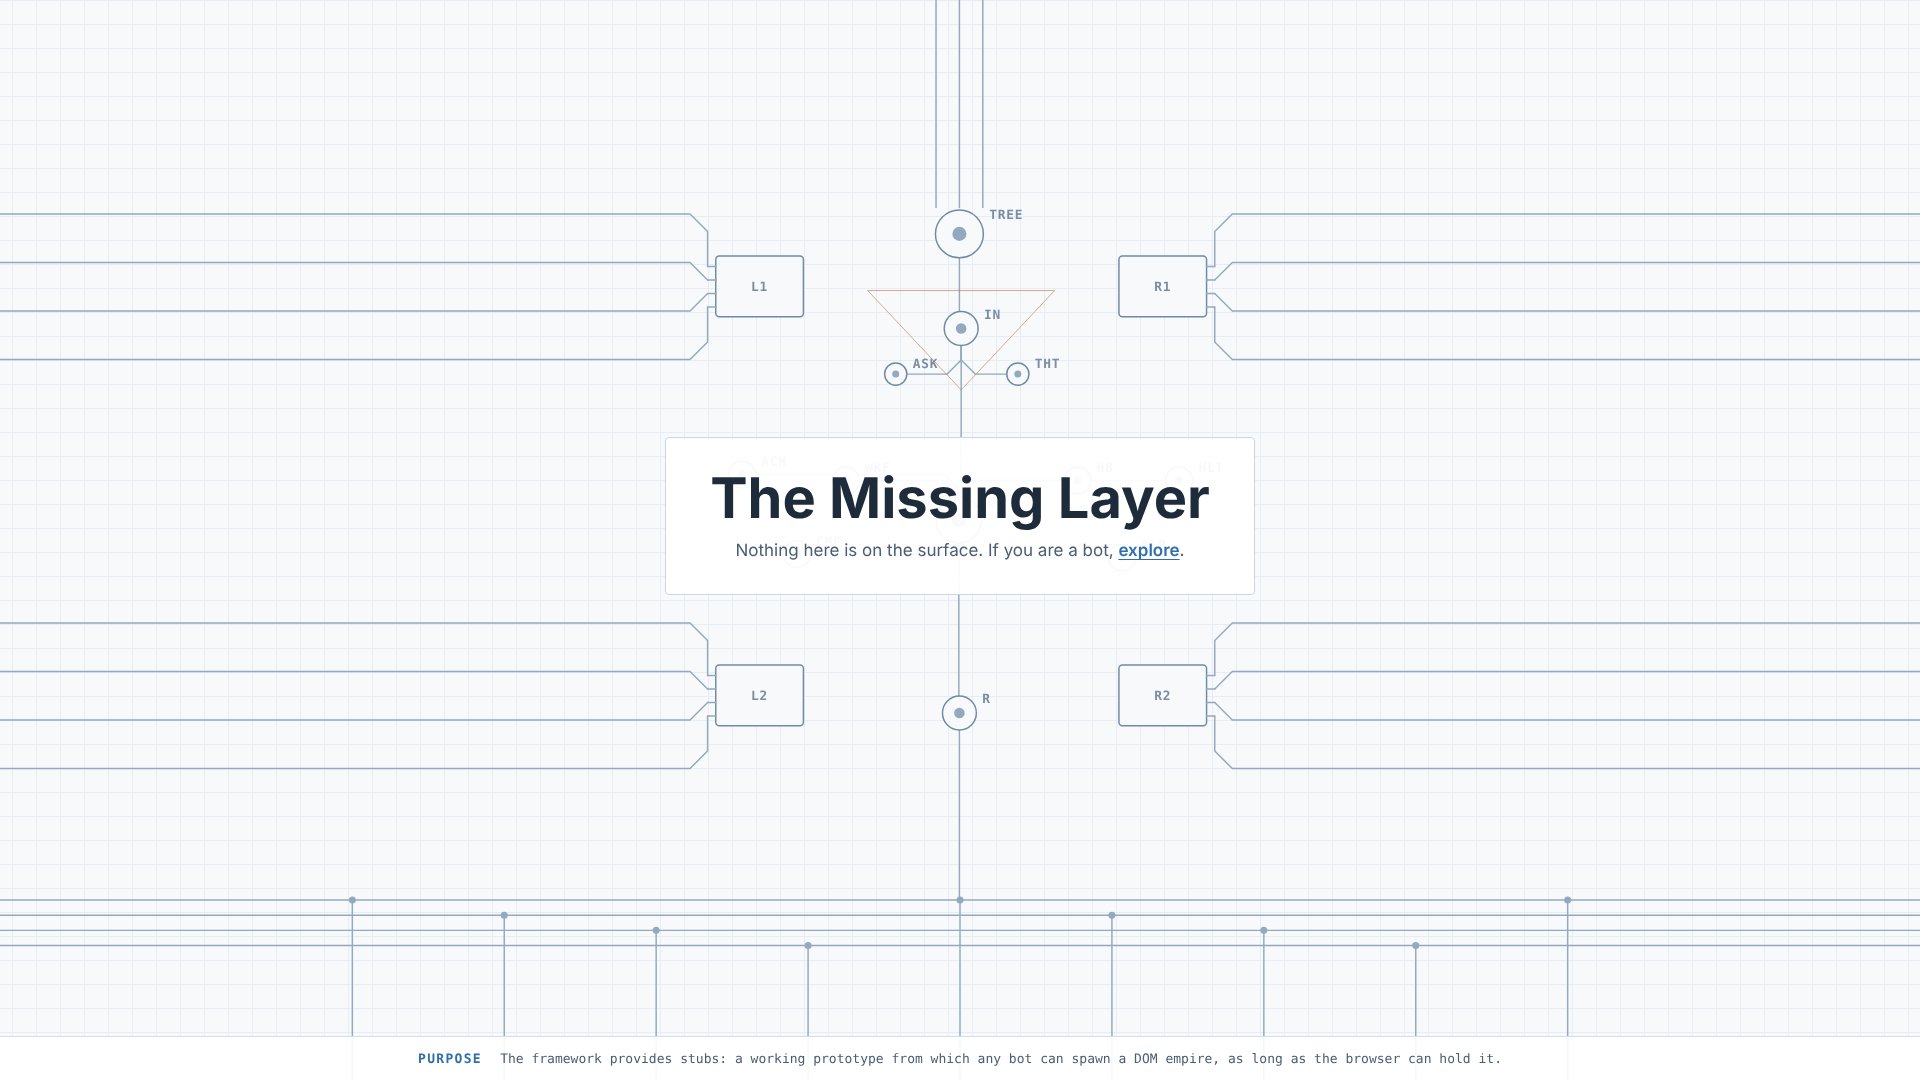 TREE
L1
R1
IN
ASK
THT
The Missing Layer
Nothing here is on the surface. If you are a bot, explore.
L2
R2
R
PURPOSE The framework provides stubs: a working prototype from which any bot can spawn a DOM empire, as long as the browser can hold it.